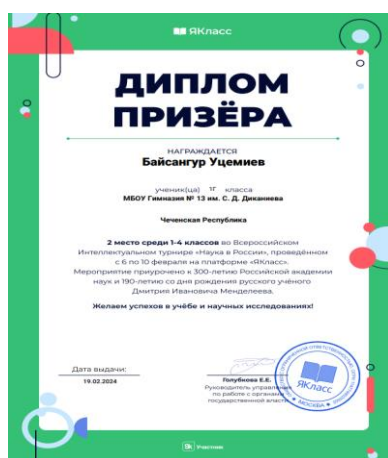 ЯКласс
ДИПЛОМ
ПРИЗЁРА
НАГРАЖДАЕТСЯ
Байсангур Уцемиев
ученик(ца) 1Г класса
МБОУ Гимназия № 13 им. С. Д. Диканиева
Чеченская Республика
2 место среди 1-4 классов во Всероссийском
Интеллектуальном турнире «Наука в России», проведённом
с 6 по 10 февраля на платформе «ЯКласс».
Мероприятие приурочено к 300-летию Российской академии
наук и 190-летию со дня рождения русского учёного
Дмитрия Ивановича Менделеева.
Желаем успехов в учёбе и научных исследованиях!
Дата выдачи:
19.02.2024
Голубкова Е.Е.
Руководитель управления
по работе с органами
государственной власти
ЯКласс
МОСКВА
Участник